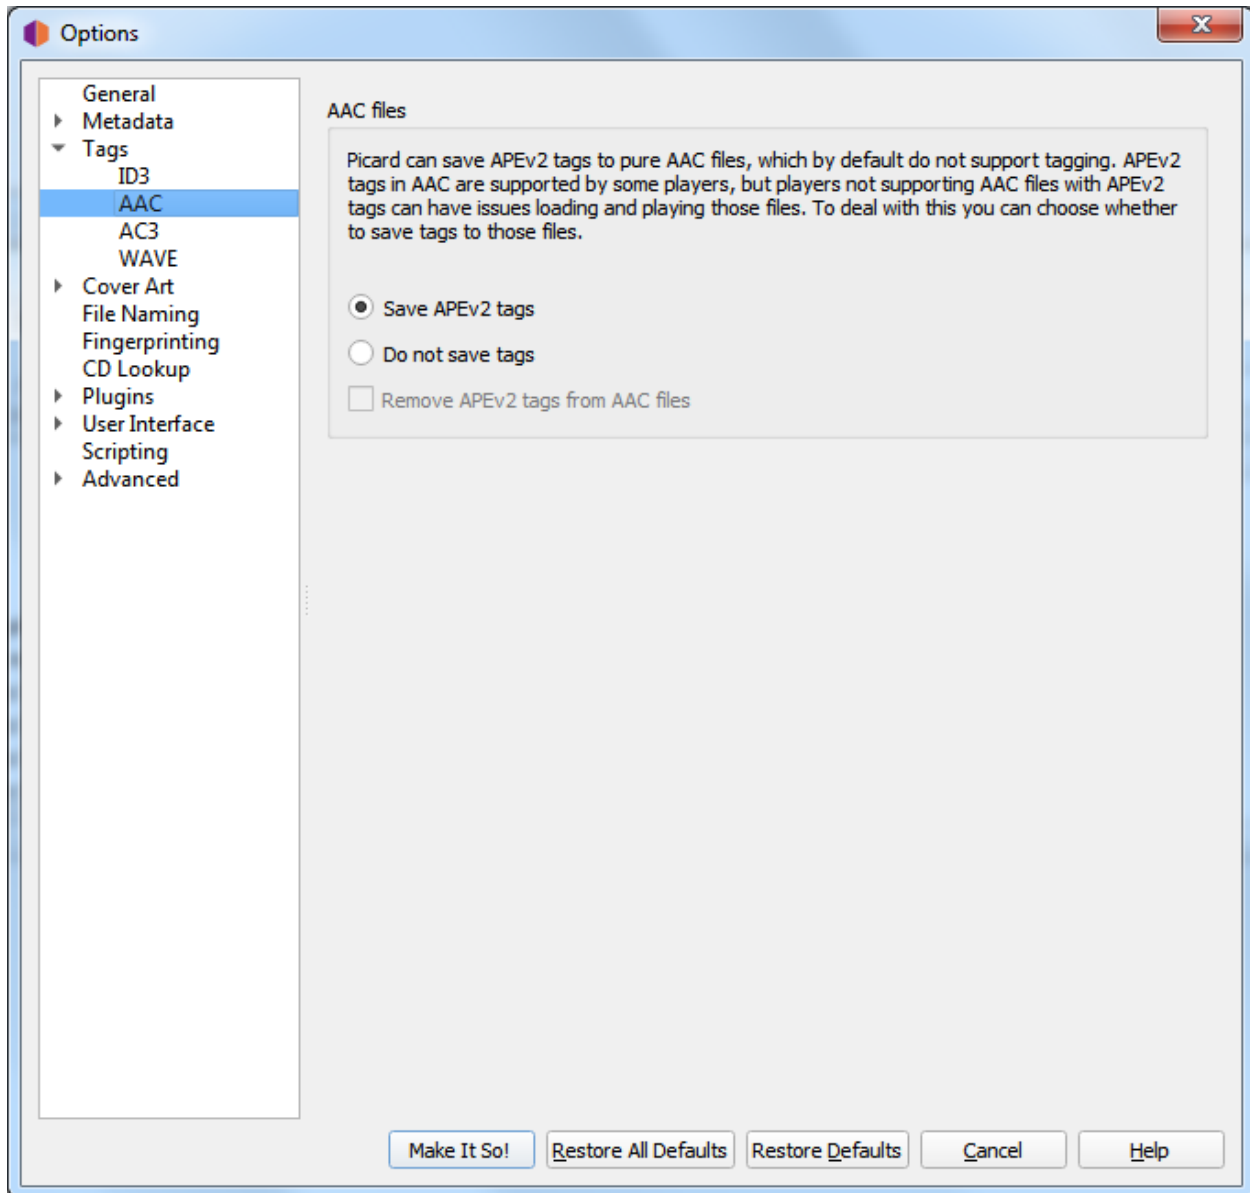 Options
General
Metadata
Tags
ID3
AAC
AC3
WAVE
Cover Art
File Naming
Fingerprinting
CD Lookup
Plugins
User Interface
Scripting
Advanced
AAC files
Picard can save APEv2 tags to pure AAC files, which by default do not support tagging. APEv2
tags in AAC are supported by some players, but players not supporting AAC files with APEv2
tags can have issues loading and playing those files. To deal with this you can choose whether
to save tags to those files.
Save APEv2 tags
Do not save tags
Remove APEv2 tags from AAC files
Make It So!
Restore All Defaults
Restore Defaults
Cancel
Help